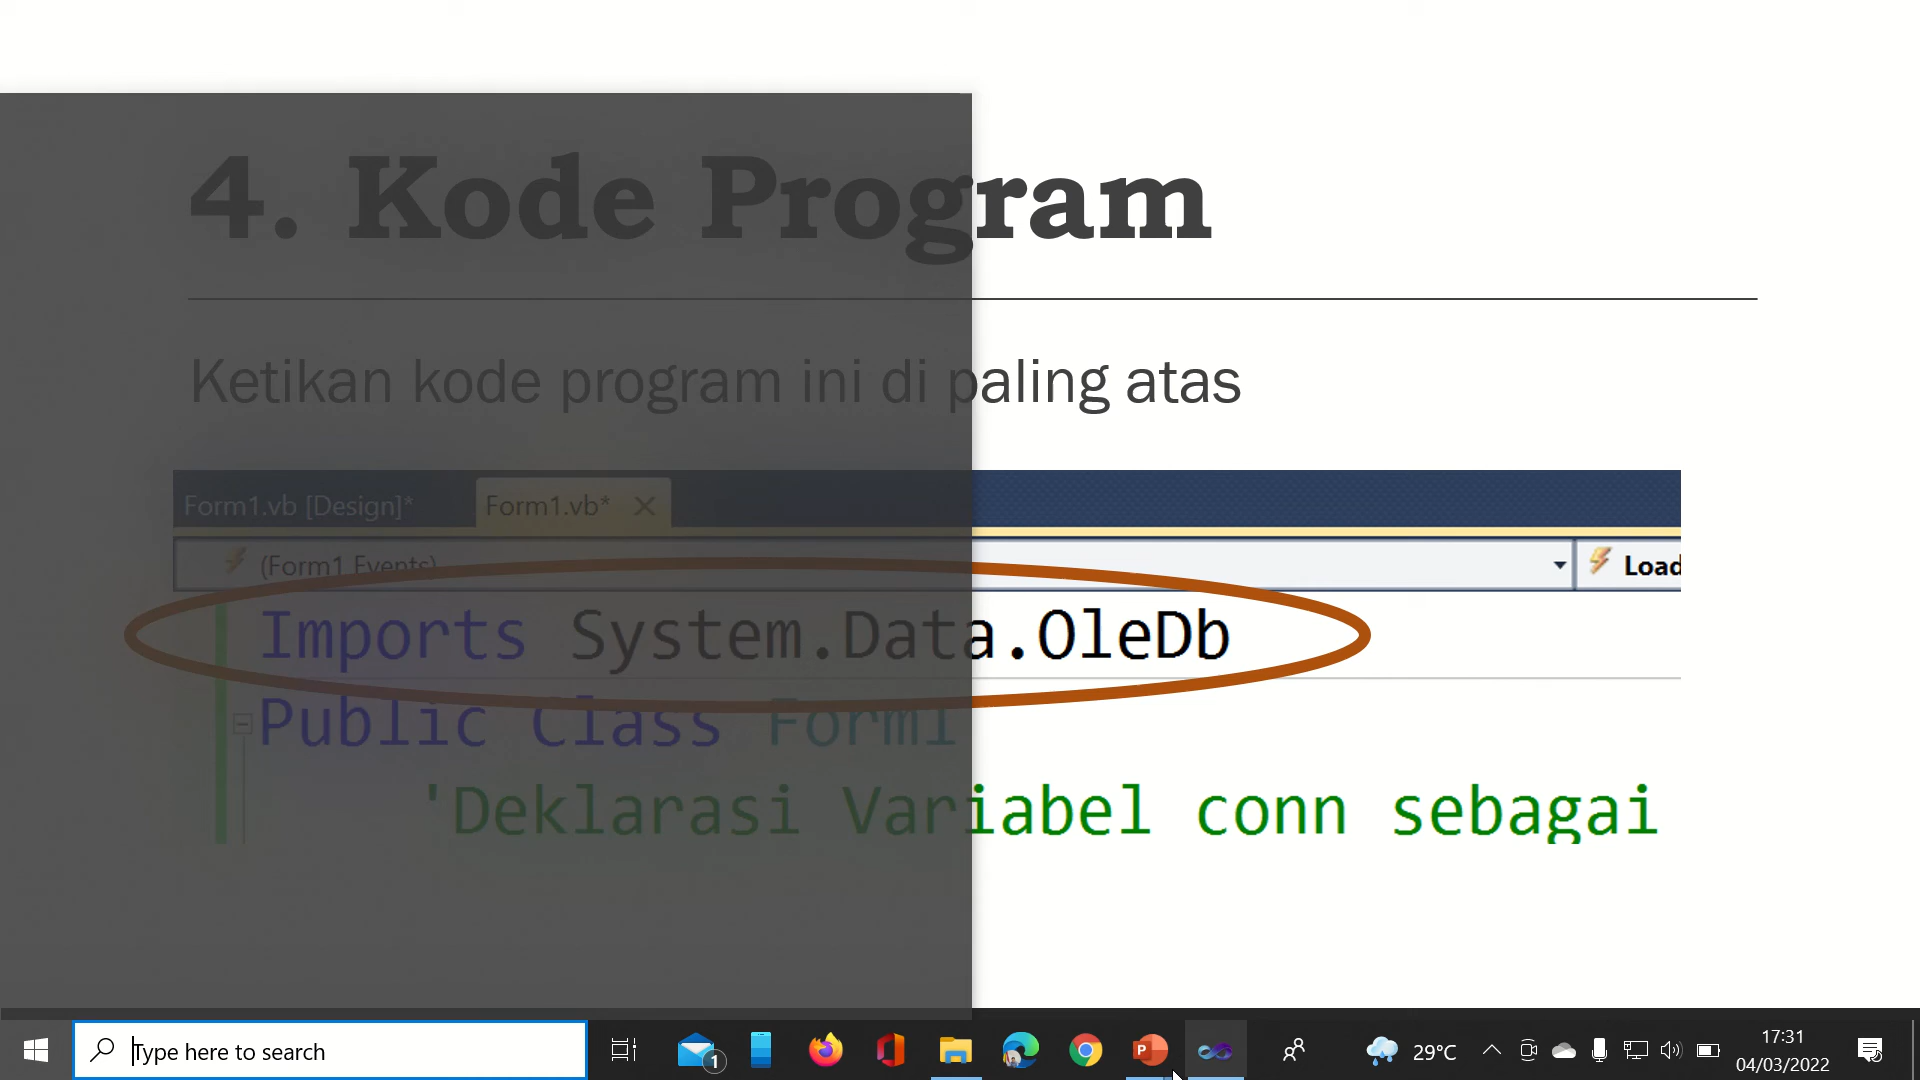 4. Kode Program
Ketikan kode program ini di paling atas
Form1.vb [Design]* Form1.vb*
(Form1 Events) Load
Imports System.Data.OleDb
Public Class Form1
'Deklarasi Variabel conn sebagai
Type here to search
1
29°C
17:31
04/03/2022